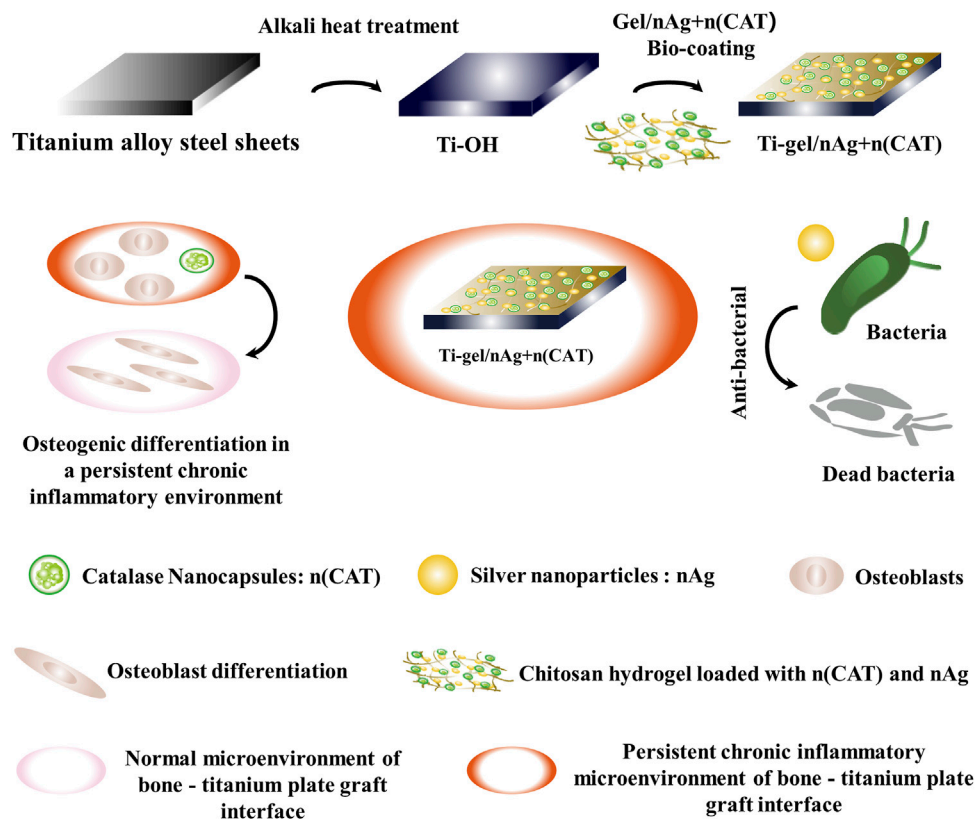 Alkali heat treatment
Gel/nAg+n(CAT)
Bio-coating
Titanium alloy steel sheets
Ti-OH
Ti-gel/nAg+n(CAT)
Ti-gel/nAg+n(CAT)
Osteogenic differentiation in
a persistent chronic
inflammatory environment
Anti-bacterial
Bacteria
Dead bacteria
Catalase Nanocapsules: n(CAT)
Silver nanoparticles : nAg
Osteoblasts
Osteoblast differentiation
Chitosan hydrogel loaded with n(CAT) and nAg
Normal microenvironment of
bone - titanium plate graft
interface
Persistent chronic inflammatory
microenvironment of bone - titanium plate
graft interface